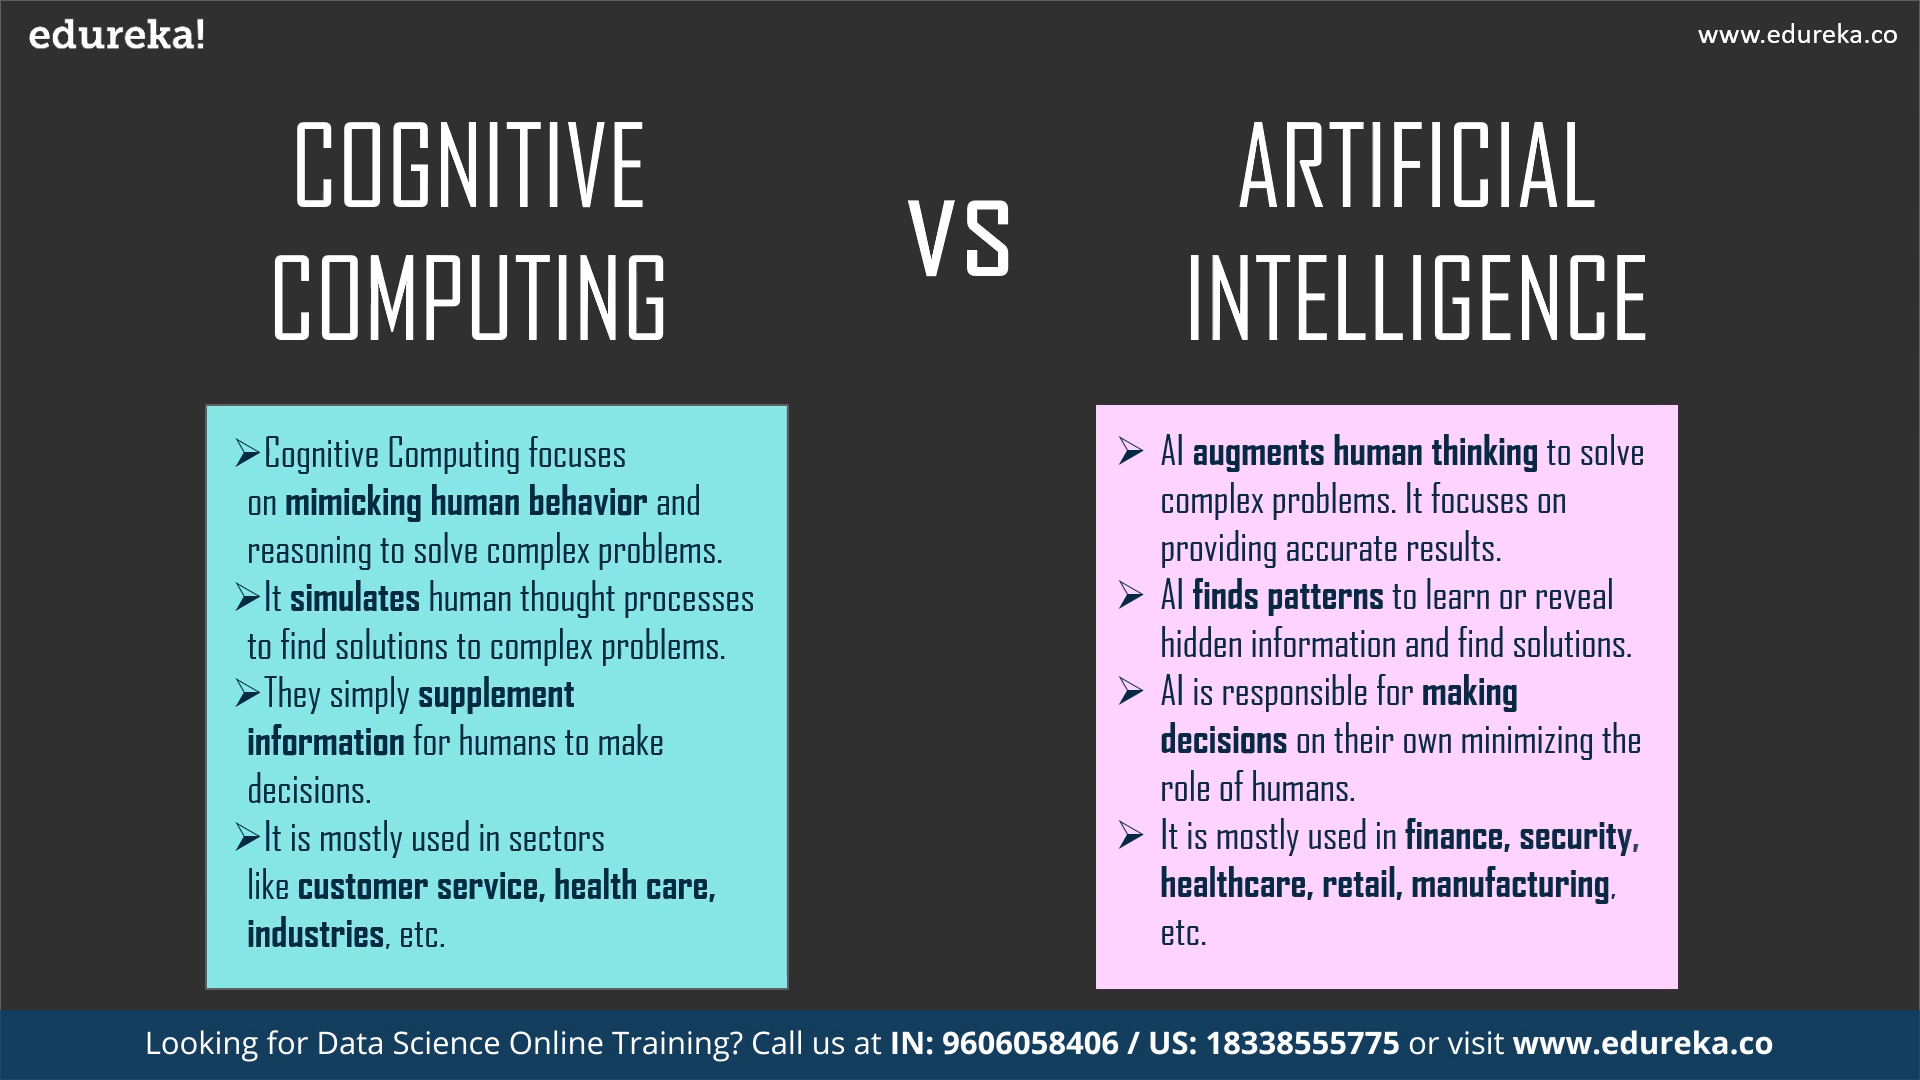 edureka!
www.edureka.co
COGNITIVE
COMPUTING
VS
ARTIFICIAL
INTELLIGENCE
➢Cognitive Computing focuses
on mimicking human behavior and
reasoning to solve complex problems.
➢It simulates human thought processes
to find solutions to complex problems.
➢They simply supplement
information for humans to make
decisions.
➢It is mostly used in sectors
like customer service, health care,
industries, etc.
➢ AI augments human thinking to solve
complex problems. It focuses on
providing accurate results.
➢ AI finds patterns to learn or reveal
hidden information and find solutions.
➢ AI is responsible for making
decisions on their own minimizing the
role of humans.
➢ It is mostly used in finance, security,
healthcare, retail, manufacturing,
etc.
Looking for Data Science Online Training? Call us at IN: 9606058406 / US: 18338555775 or visit www.edureka.co